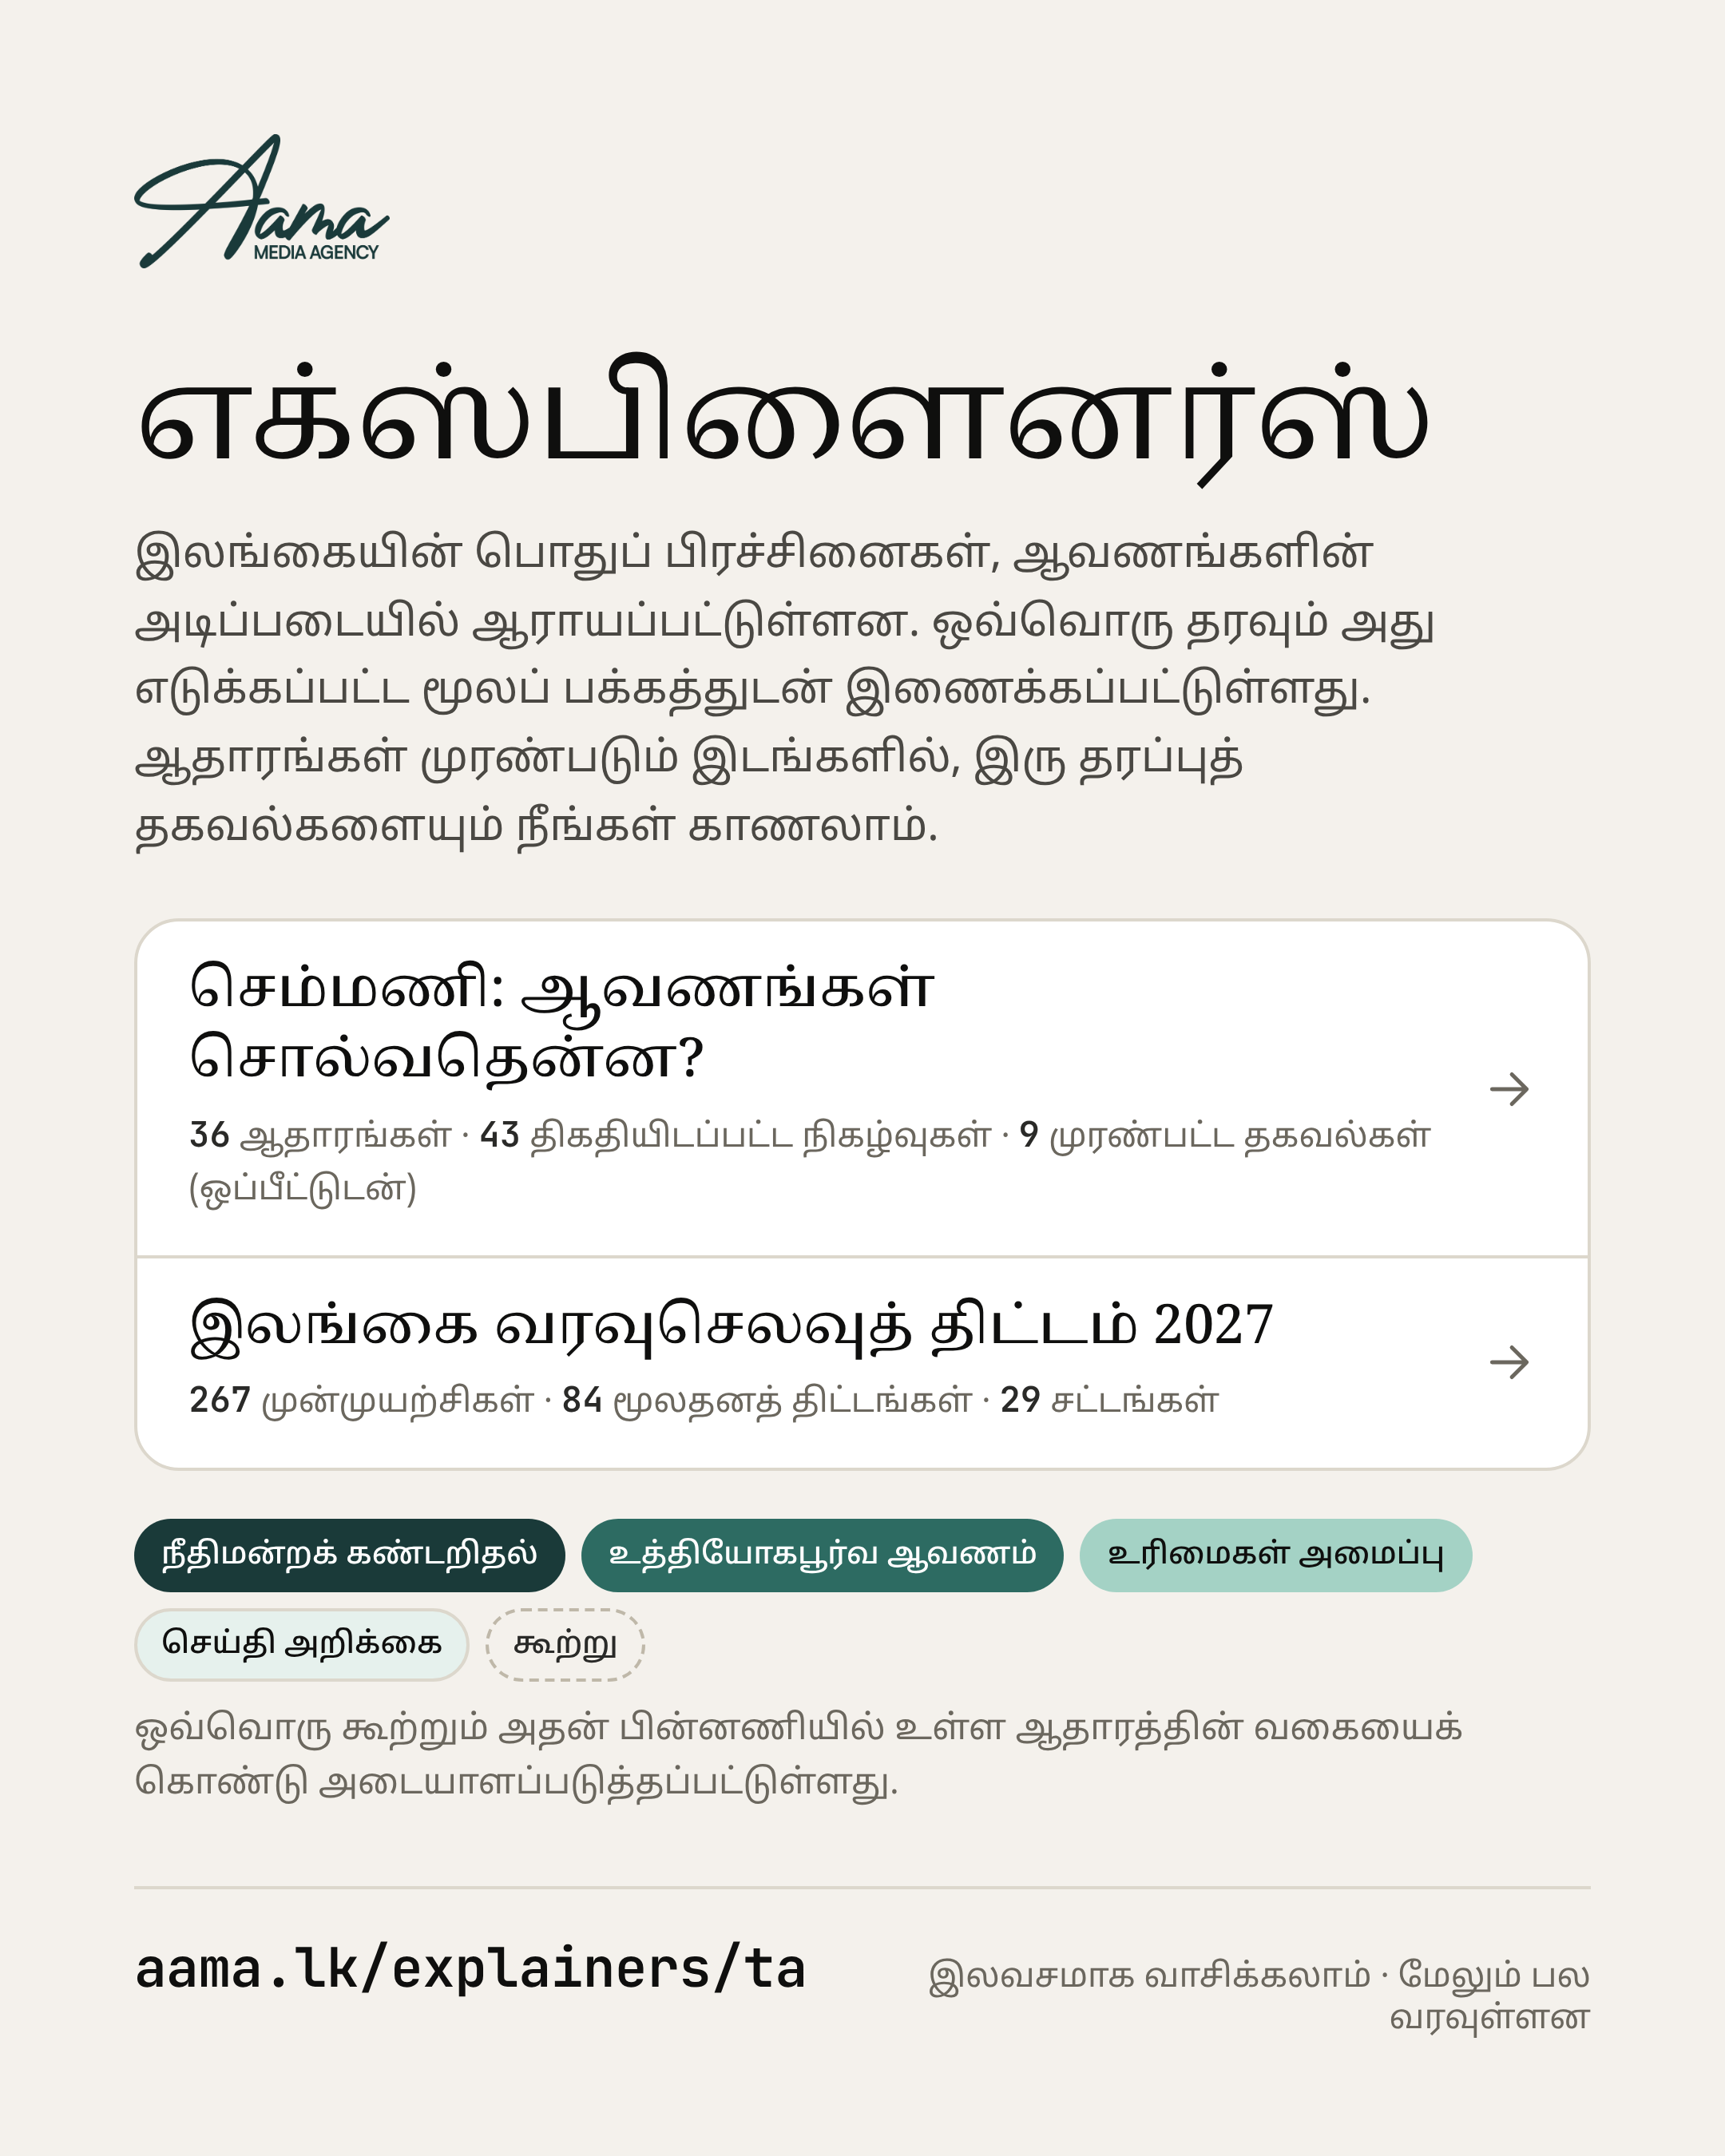 Aama
MEDIA AGENCY
எக்ஸ்பிளைனர்ஸ்
இலங்கையின் பொதுப் பிரச்சினைகள், ஆவணங்களின்
அடிப்படையில் ஆராயப்பட்டுள்ளன. ஒவ்வொரு தரவும் அது
எடுக்கப்பட்ட மூலப் பக்கத்துடன் இணைக்கப்பட்டுள்ளது.
ஆதாரங்கள் முரண்படும் இடங்களில், இரு தரப்புத்
தகவல்களையும் நீங்கள் காணலாம்.
செம்மணி: ஆவணங்கள்
சொல்வதென்ன?
36 ஆதாரங்கள் · 43 திகதியிடப்பட்ட நிகழ்வுகள் · 9 முரண்பட்ட தகவல்கள்
(ஒப்பீட்டுடன்)
இலங்கை வரவுசெலவுத் திட்டம் 2027
267 முன்முயற்சிகள் · 84 மூலதனத் திட்டங்கள் · 29 சட்டங்கள்
நீதிமன்றக் கண்டறிதல் உத்தியோகபூர்வ ஆவணம் உரிமைகள் அமைப்பு
செய்தி அறிக்கை கூற்று
ஒவ்வொரு கூற்றும் அதன் பின்னணியில் உள்ள ஆதாரத்தின் வகையைக்
கொண்டு அடையாளப்படுத்தப்பட்டுள்ளது.
aama.lk/explainers/ta
இலவசமாக வாசிக்கலாம் · மேலும் பல
வரவுள்ளன